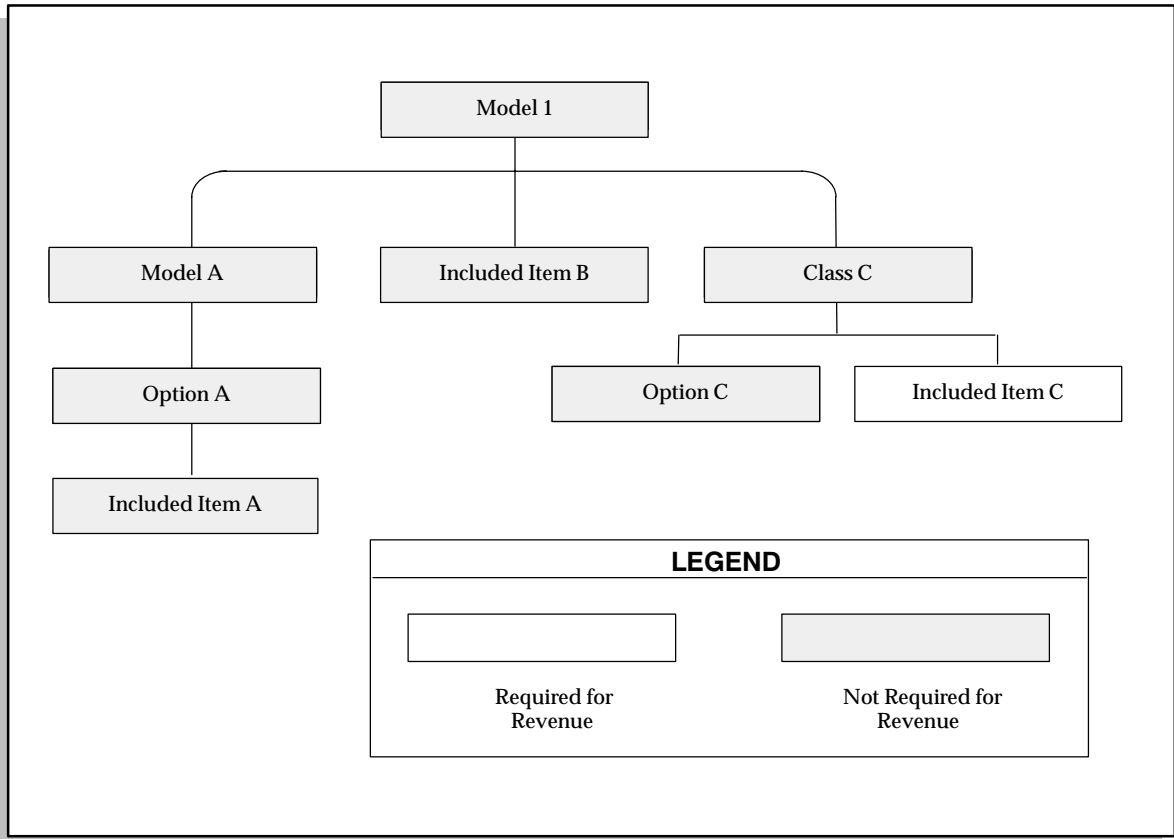 Model 1
Model A
Included Item B
Class C
Option A
Option C
Included Item C
Included Item A
LEGEND
Required for
Revenue
Not Required for
Revenue